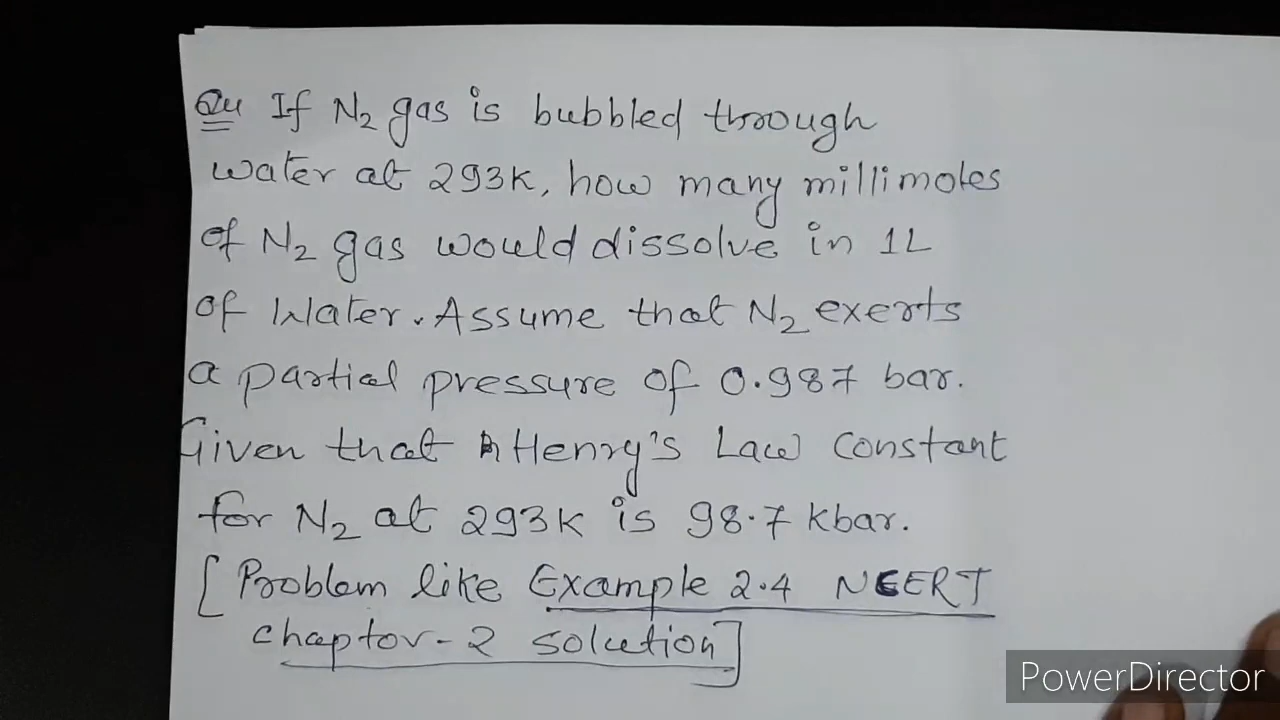 Qu If N2 gas is bubbled through
water at 293K, how many millimoles
of N2 gas would dissolve in 1L
of Water. Assume that N2 exerts
a partial pressure of 0.987 bar.
Given that Henry's Law Constant
for N2 at 293K is 98.7 kbar.
[Problem like Example 2.4 NCERT
chaptor-2 solution]
PowerDirector